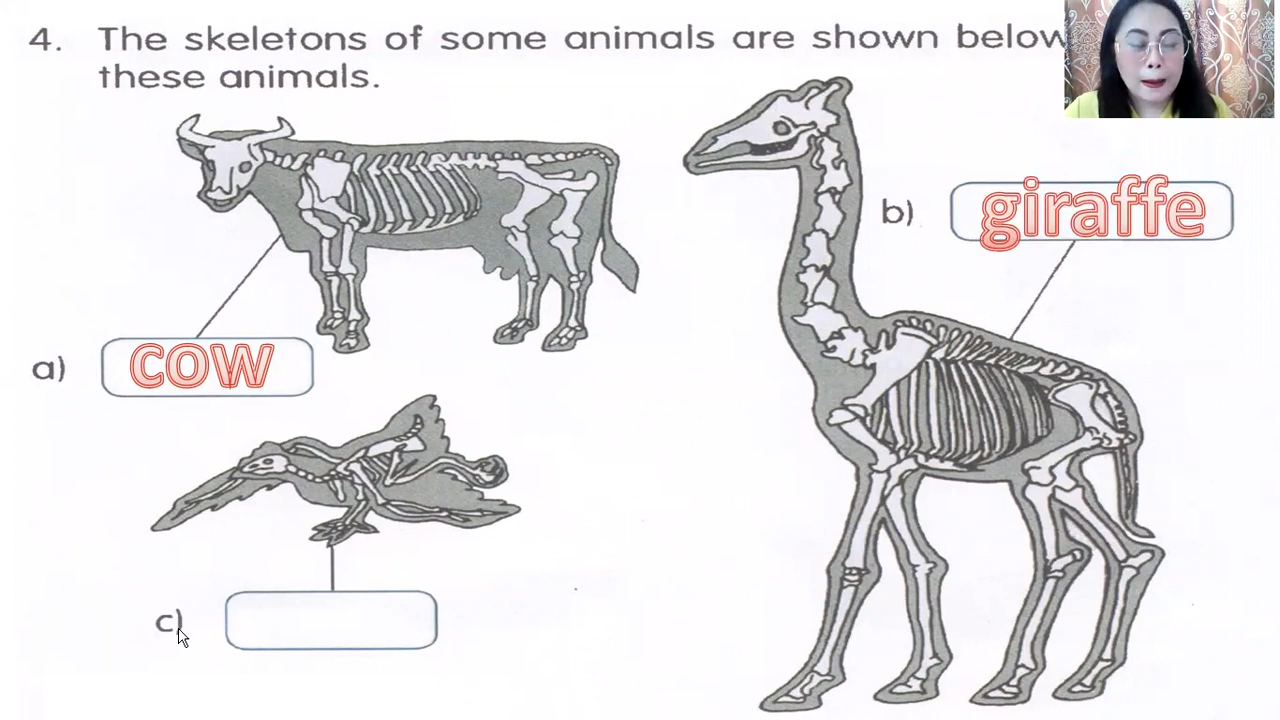 4. The skeletons of some animals are shown below
these animals.
b) giraffe
a) cow
c)